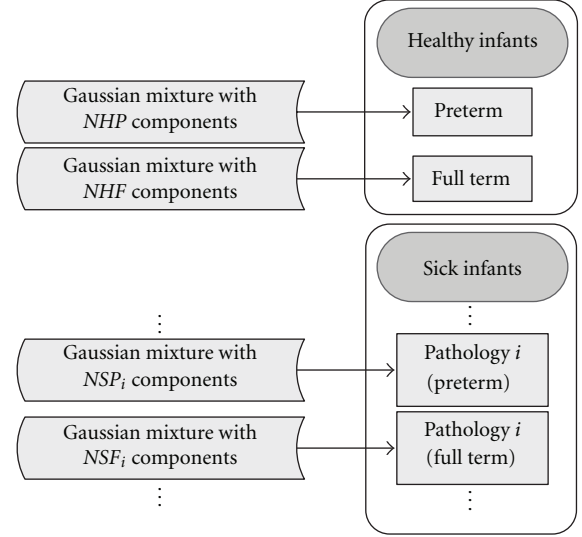 Healthy infants
Gaussian mixture with
NHP components
Preterm
Gaussian mixture with
NHF components
Full term
Sick infants
Gaussian mixture with
NSPᵢ components
Pathology i
(preterm)
Gaussian mixture with
NSFᵢ components
Pathology i
(full term)